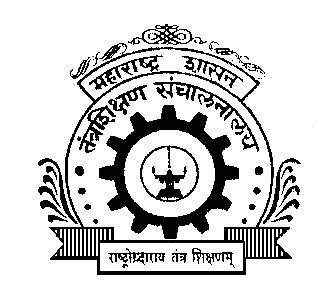 महाराष्ट्र शासन
तंत्रशिक्षण संचालनालय
राष्ट्रोध्दाराय तंत्र शिक्षणम्